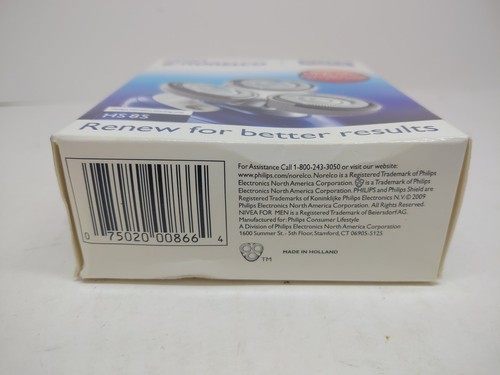 HS 85
Renew for better results
For Assistance Call 1-800-243-3050 or visit our website:
www.philips.com/norelco. Norelco is a Registered Trademark of Philips
Electronics North America Corporation. is a Trademark of Philips
Electronics North America Corporation. PHILIPS and Philips Shield are
Registered Trademarks of Koninklijke Philips Electronics N.V. © 2009
Philips Electronics North America Corporation. All Rights Reserved.
NIVEA FOR MEN is a Registered Trademark of Beiersdorf AG.
Manufactured for: Philips Consumer Lifestyle
A Division of Philips Electronics North America Corporation
1600 Summer St. - 5th Floor, Stamford, CT 06905-5125
0 75020 00866 4
TM
MADE IN HOLLAND